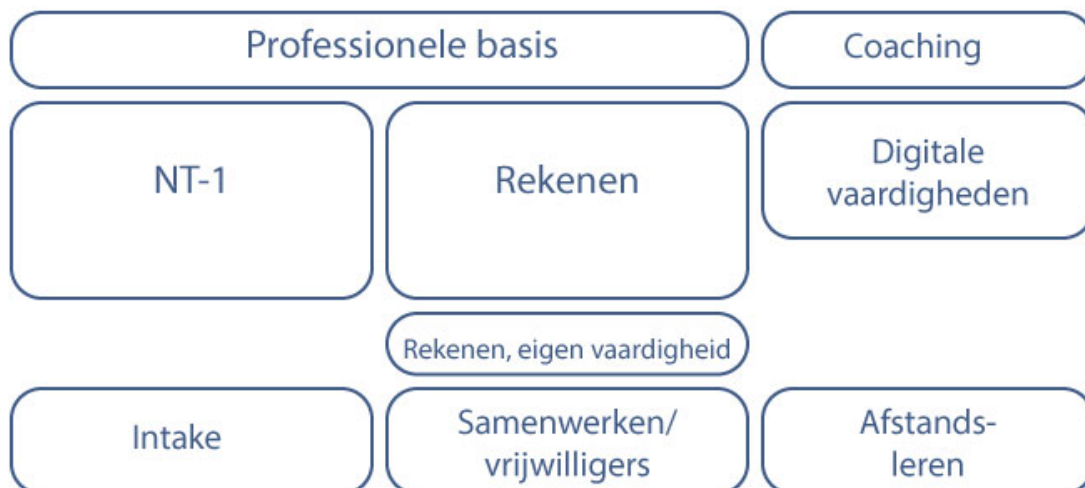 Professionele basis
Coaching
NT-1
Rekenen
Digitale
vaardigheden
Rekenen, eigen vaardigheid
Intake
Samenwerken/
vrijwilligers
Afstands-
leren